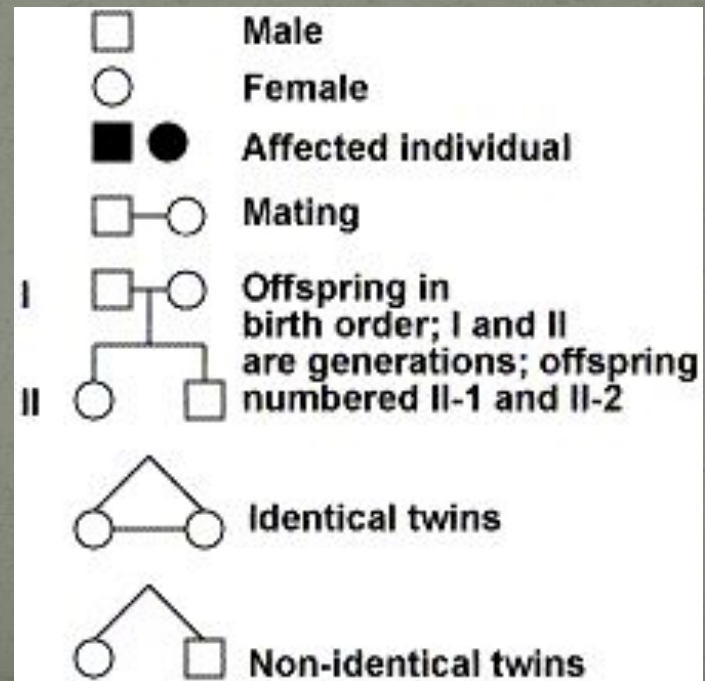 Male
Female
Affected individual
Mating
I
Offspring in
birth order; I and II
are generations; offspring
II
numbered II-1 and II-2
Identical twins
Non-identical twins